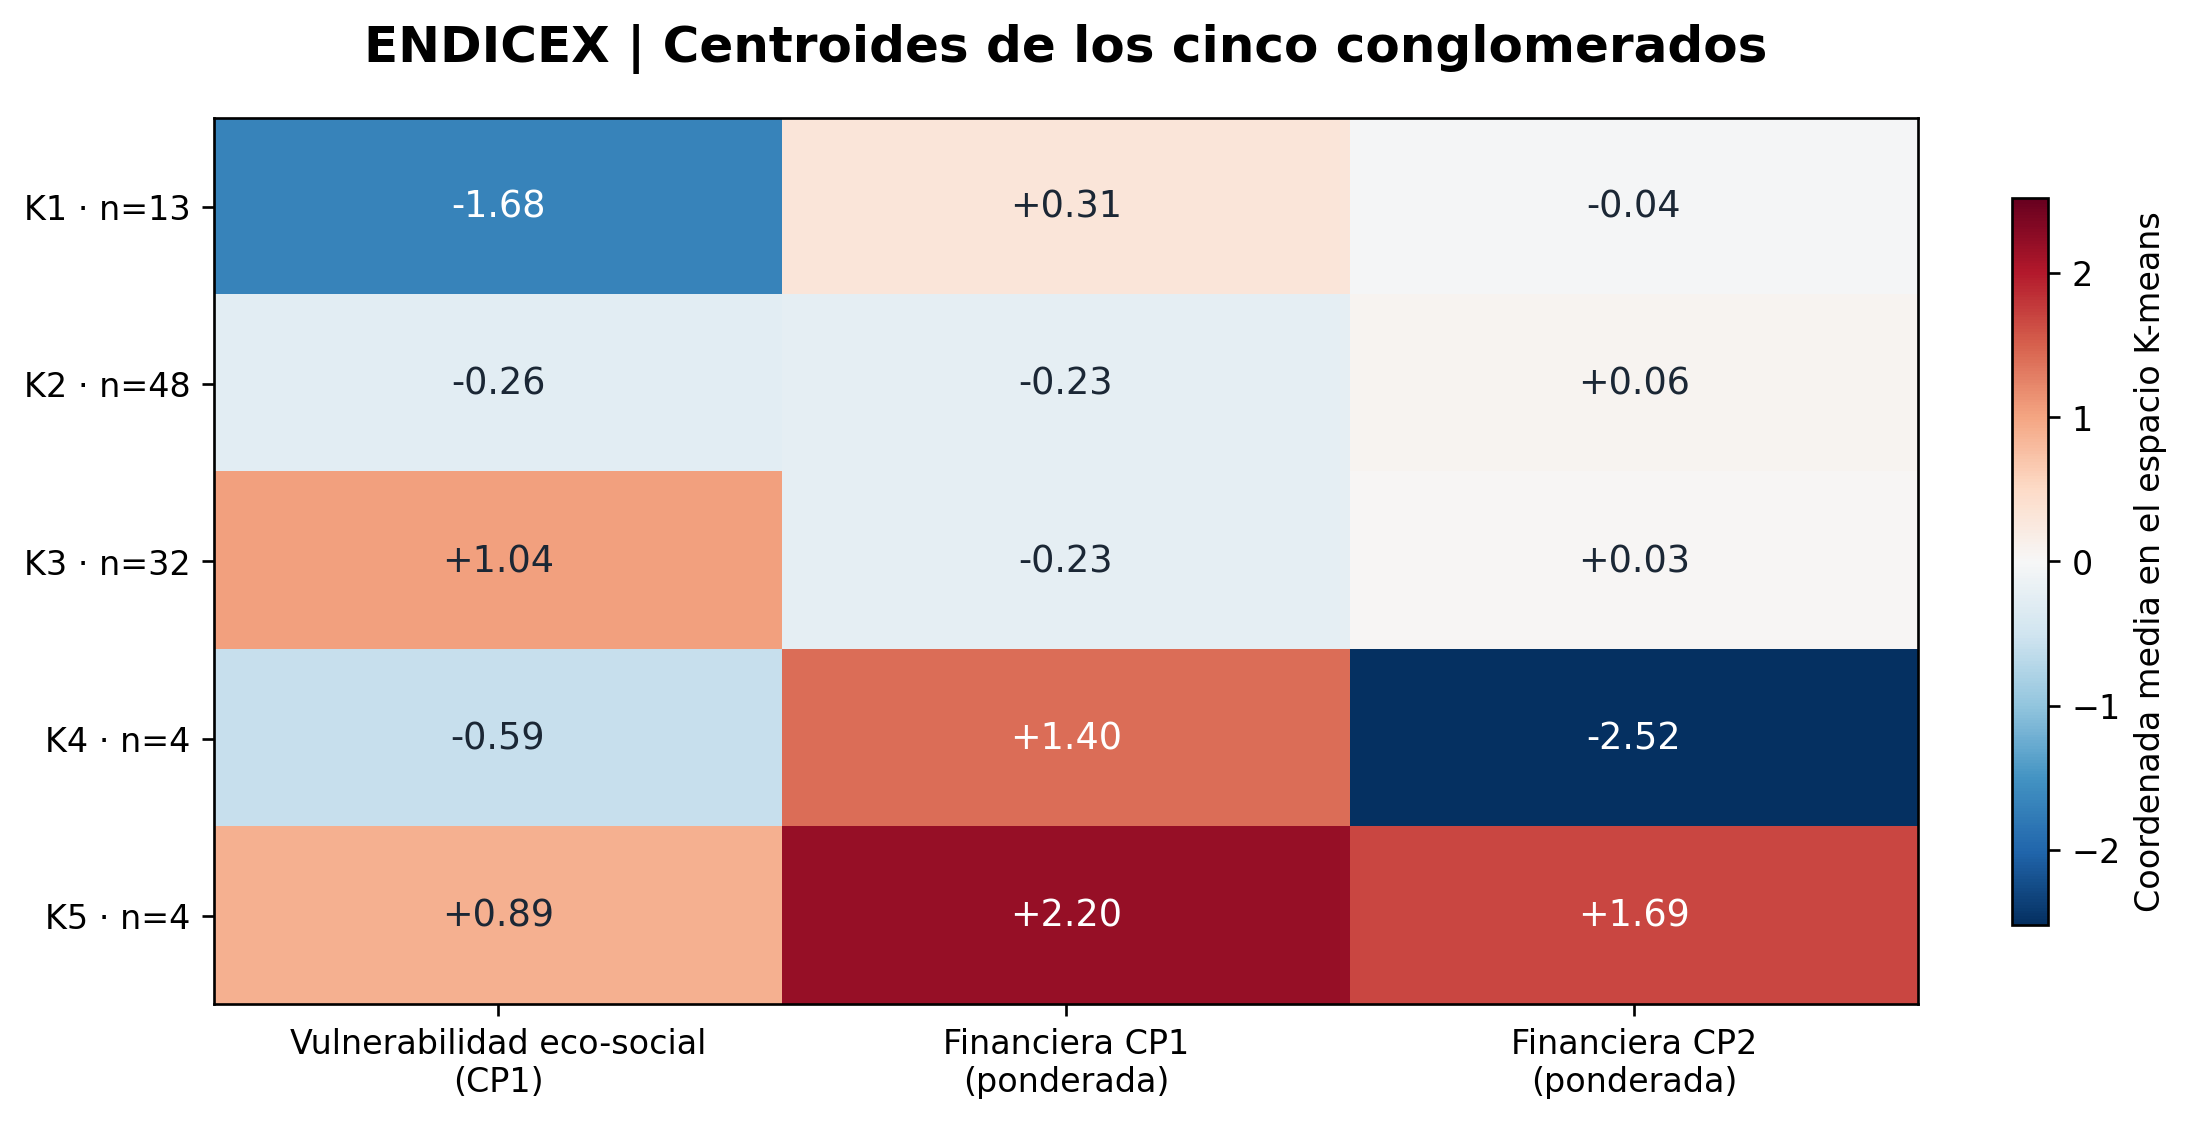 ENDICEX | Centroides de los cinco conglomerados
K1 · n=13
-1.68
+0.31
-0.04
K2 · n=48
-0.26
-0.23
+0.06
K3 · n=32
+1.04
-0.23
+0.03
K4 · n=4
-0.59
+1.40
-2.52
K5 · n=4
+0.89
+2.20
+1.69
Vulnerabilidad eco-social
(CP1)
Financiera CP1
(ponderada)
Financiera CP2
(ponderada)
2
1
0
−1
−2
Coordenada media en el espacio K-means